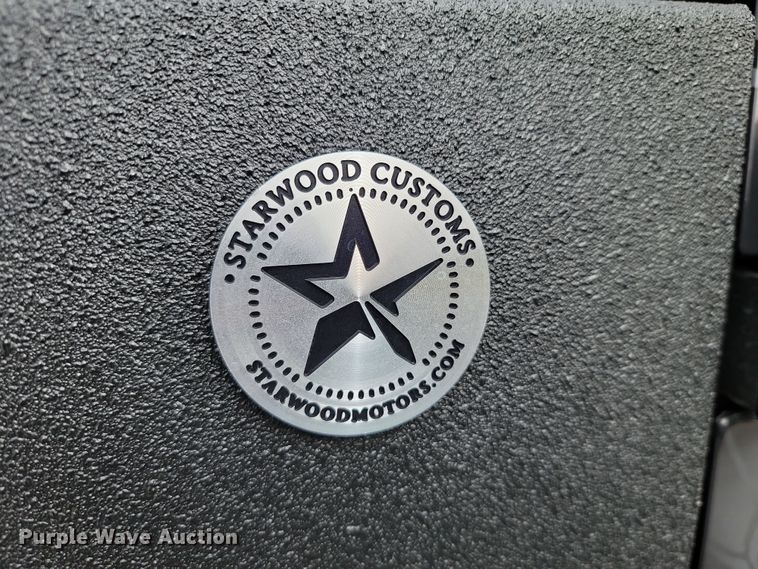 • STARWOOD CUSTOMS •
STARWOODMOTORS.COM
Purple Wave Auction